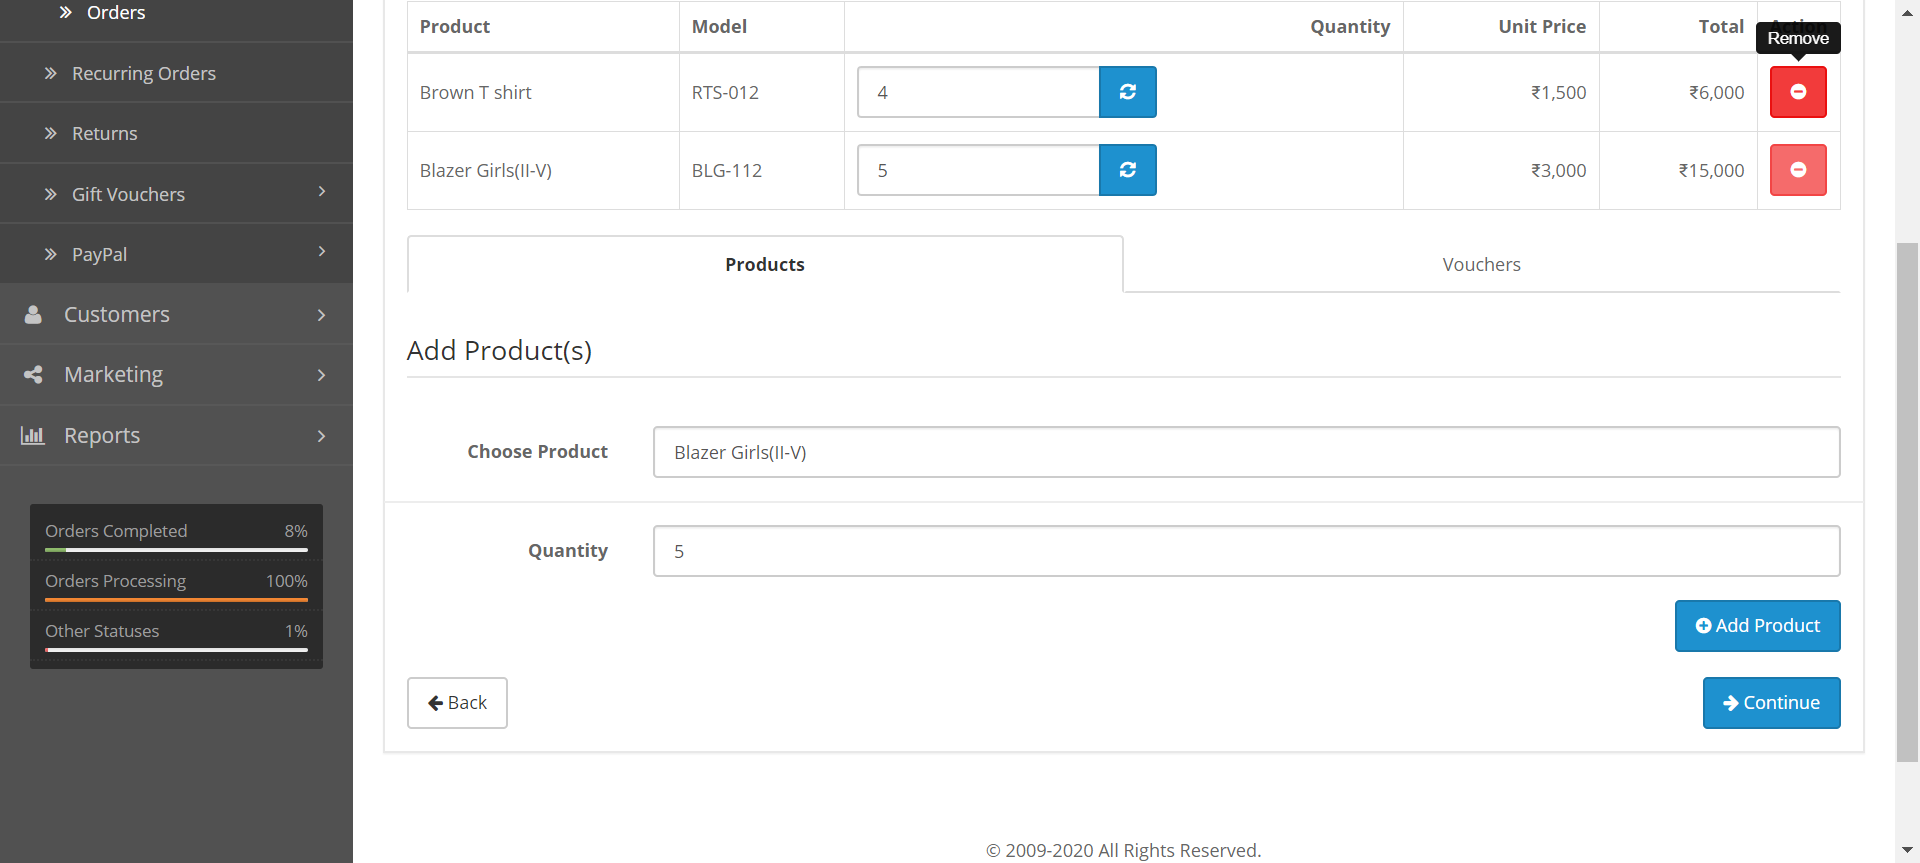 Orders
Recurring Orders
Returns
Gift Vouchers
PayPal
Customers
Marketing
Reports
Orders Completed 8%
Orders Processing 100%
Other Statuses 1%
Product Model Quantity Unit Price Total
Remove
Brown T shirt RTS-012 4 ₹1,500 ₹6,000
Blazer Girls(II-V) BLG-112 5 ₹3,000 ₹15,000
Products Vouchers
Add Product(s)
Choose Product Blazer Girls(II-V)
Quantity 5
Add Product
Back Continue
© 2009-2020 All Rights Reserved.